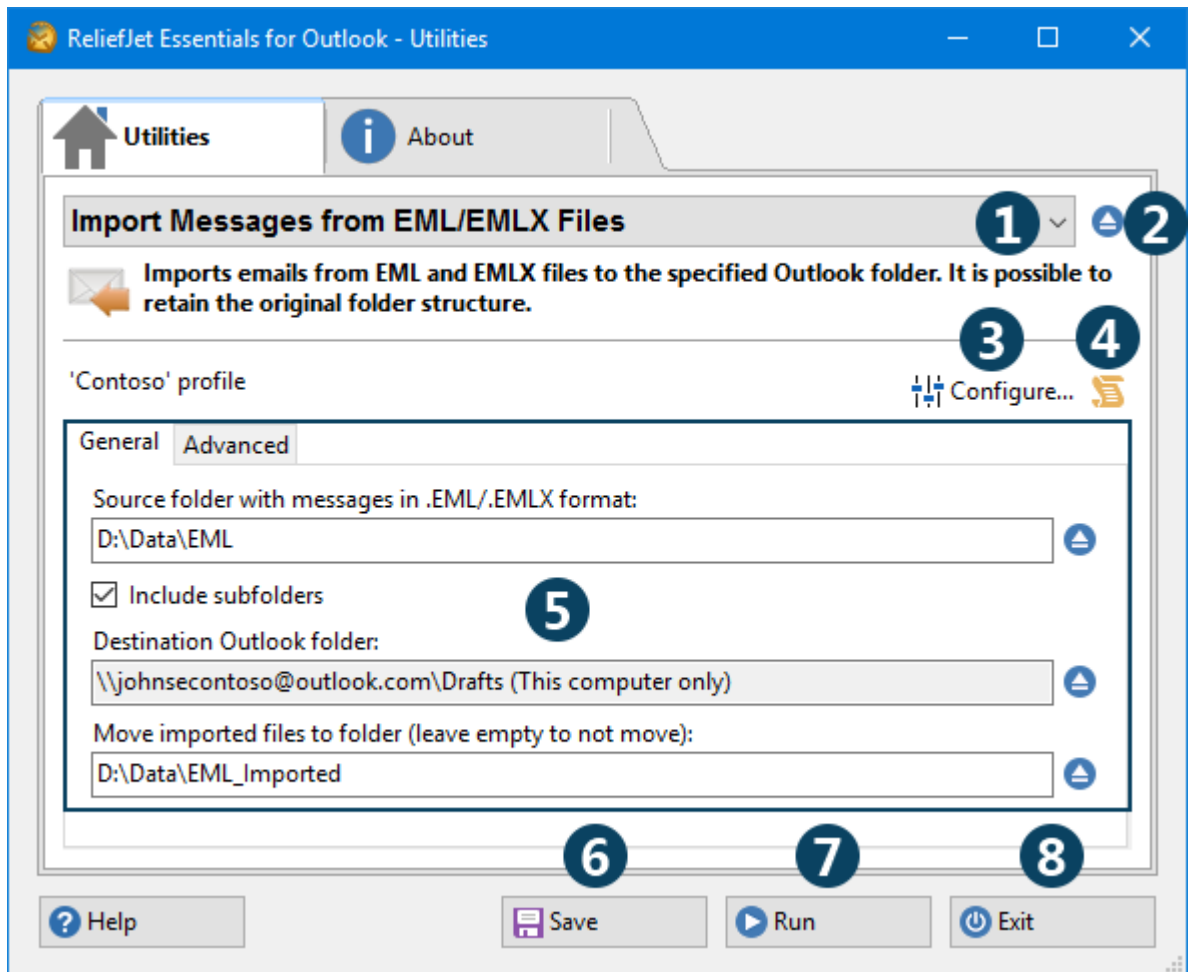 ReliefJet Essentials for Outlook - Utilities
Utilities
i About
Import Messages from EML/EMLX Files 1 2
Imports emails from EML and EMLX files to the specified Outlook folder. It is possible to
retain the original folder structure.
3 4
'Contoso' profile
Configure...
General Advanced
Source folder with messages in .EML/.EMLX format:
D:\Data\EML
Include subfolders
5
Destination Outlook folder:
\\johnsecontoso@outlook.com\Drafts (This computer only)
Move imported files to folder (leave empty to not move):
D:\Data\EML_Imported
6 7 8
? Help Save Run Exit